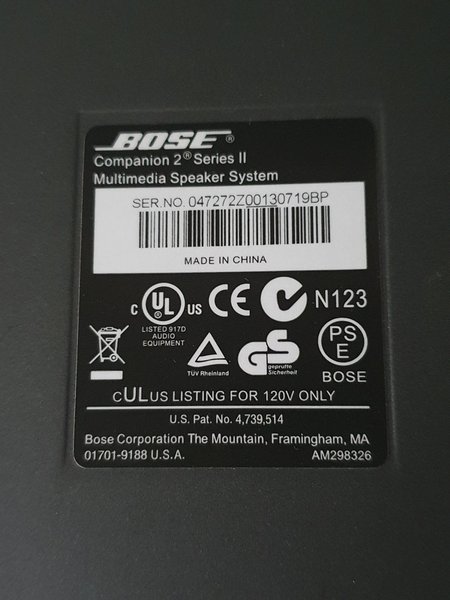 BOSE®
Companion 2® Series II
Multimedia Speaker System
SER.NO. 047272Z00130719BP
MADE IN CHINA
C UL US CE N123
LISTED 917D
AUDIO
EQUIPMENT
TÜV Rheinland
geprüfte
Sicherheit
GS
PS
E
BOSE
CULUS LISTING FOR 120V ONLY
U.S. Pat. No. 4,739,514
Bose Corporation The Mountain, Framingham, MA
01701-9188 U.S.A. AM298326